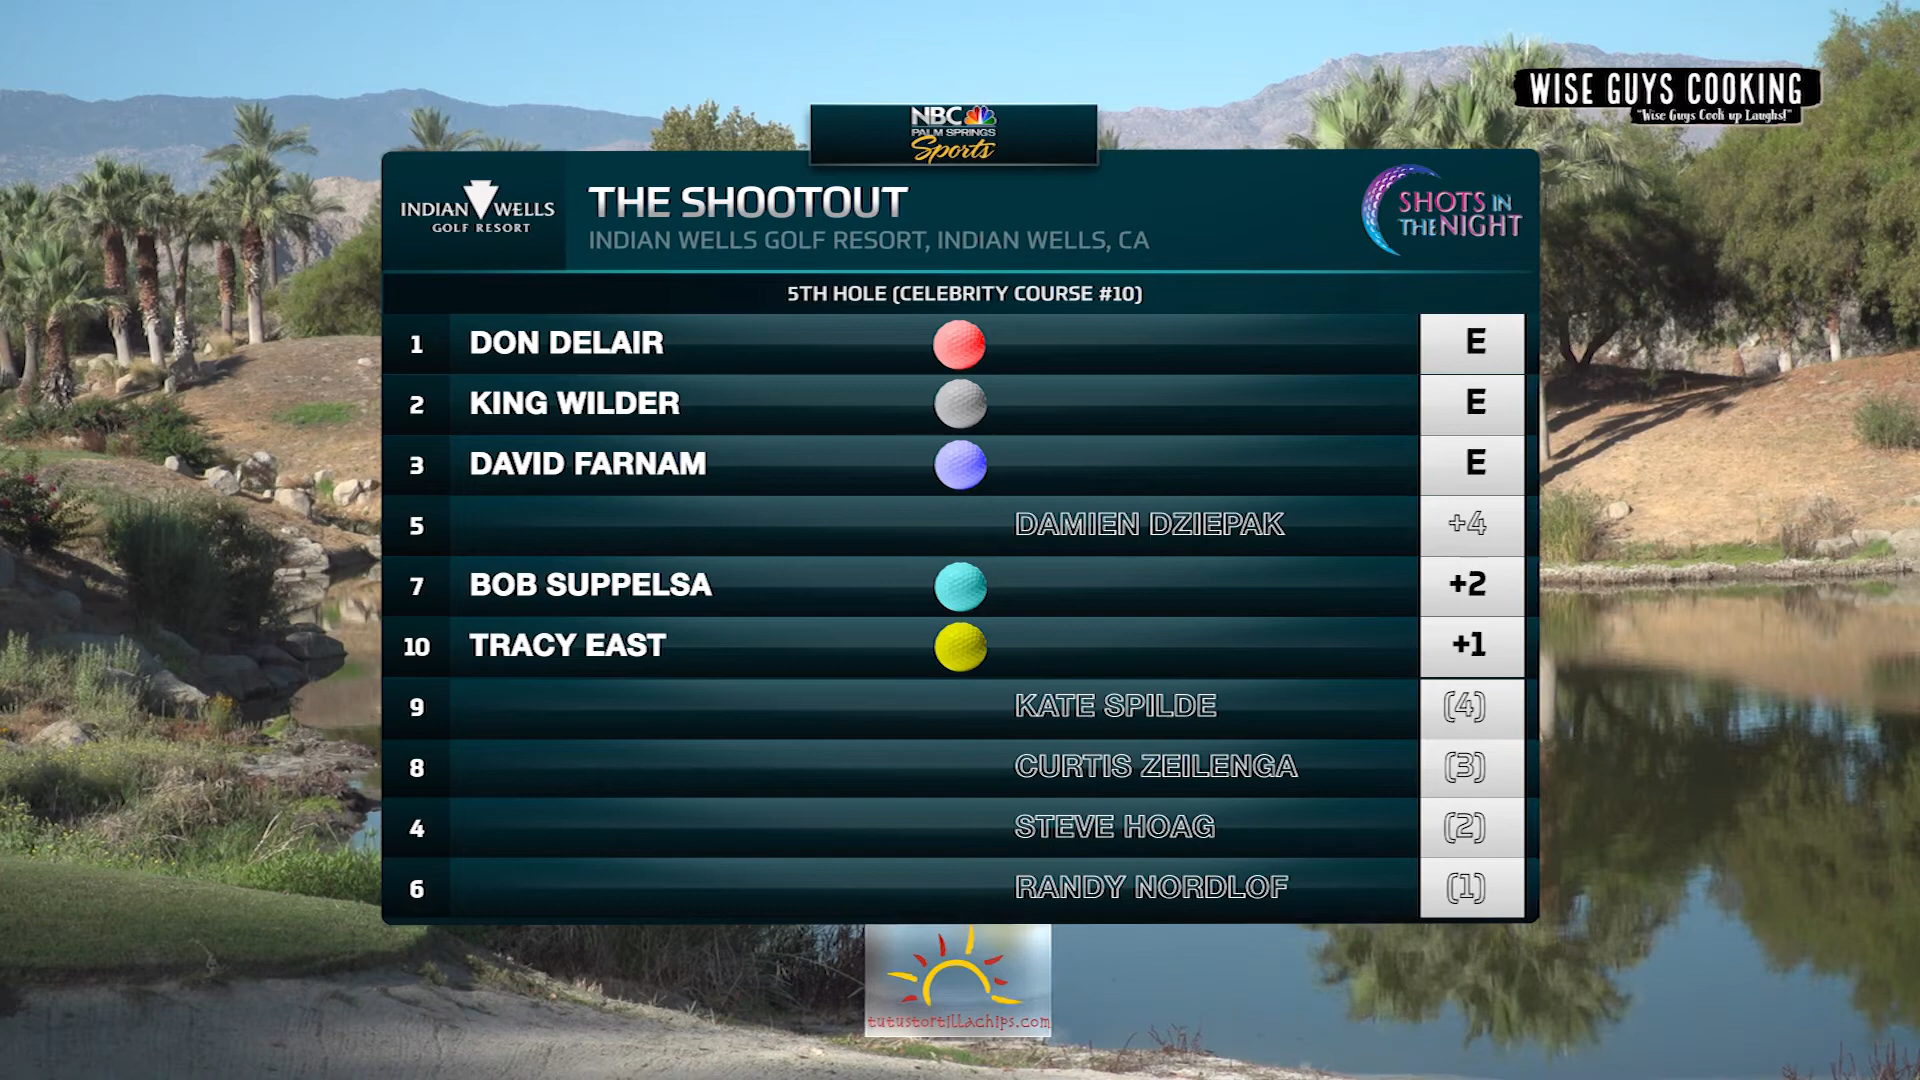 WISE GUYS COOKING
"Wise Guys Cook up Laughs!"
NBC
PALM SPRINGS
Sports
INDIAN WELLS
GOLF RESORT
THE SHOOTOUT
INDIAN WELLS GOLF RESORT, INDIAN WELLS, CA
SHOTS IN
THE NIGHT
5TH HOLE (CELEBRITY COURSE #10)
1 DON DELAIR E
2 KING WILDER E
3 DAVID FARNAM E
5 DAMIEN DZIEPAK +4
7 BOB SUPPELSA +2
10 TRACY EAST +1
9 KATE SPILDE (4)
8 CURTIS ZEILENGA (3)
4 STEVE HOAG (2)
6 RANDY NORDLOF (1)
tutustortillachips.com